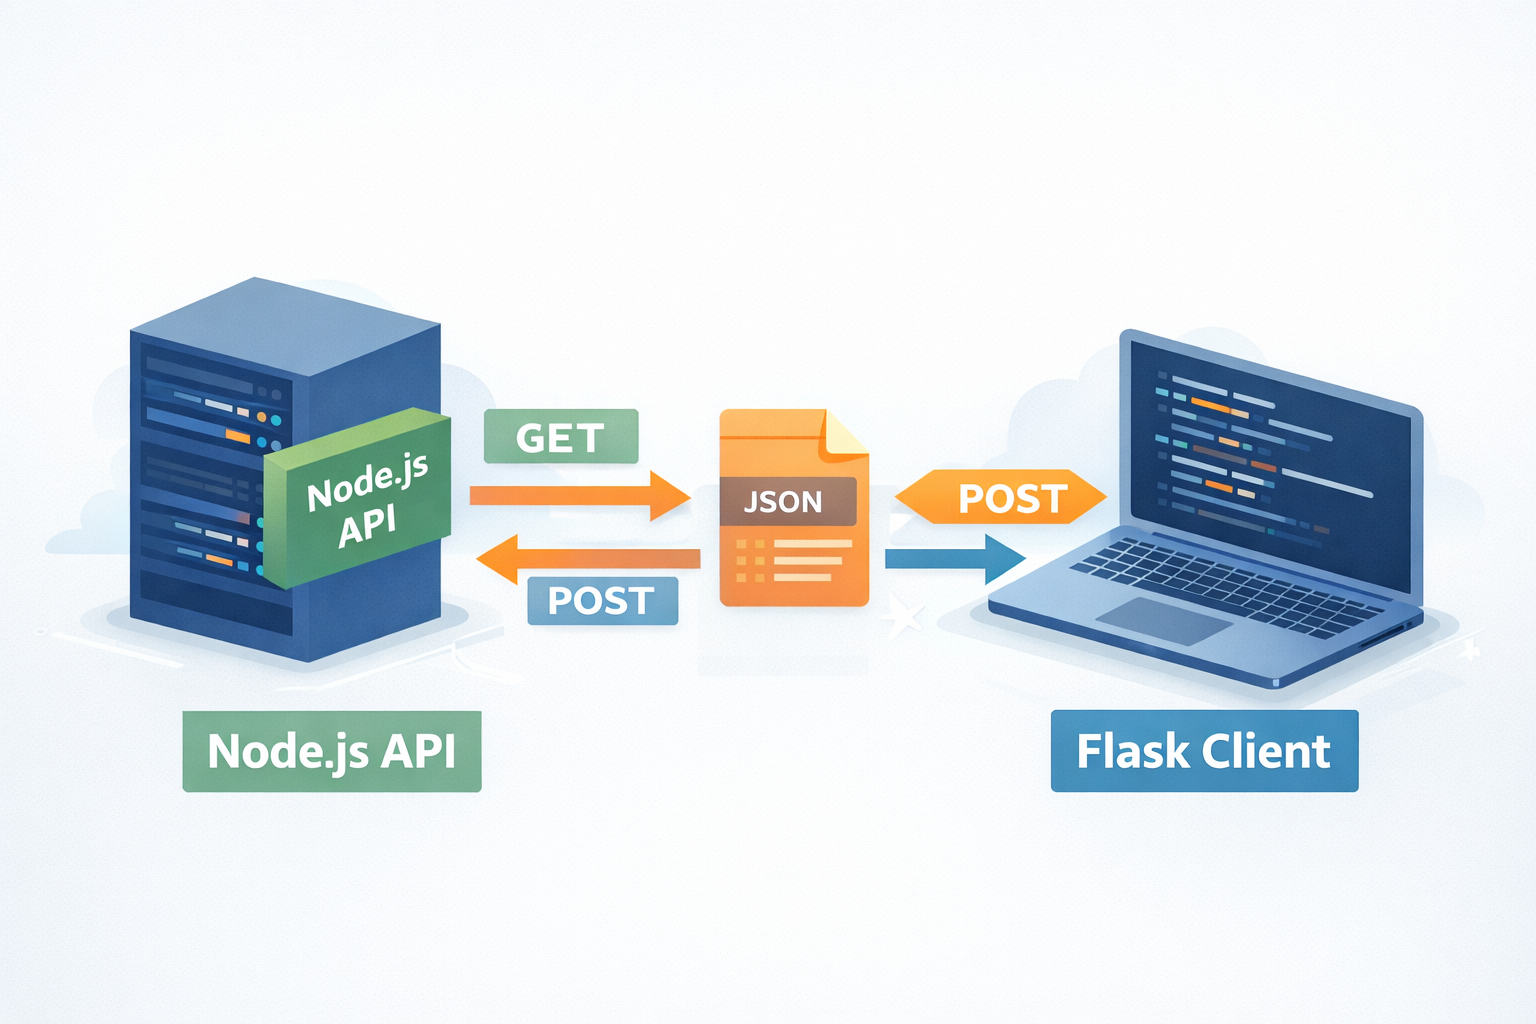 Node.js
API
GET
POST
JSON
POST
Node.js API
Flask Client